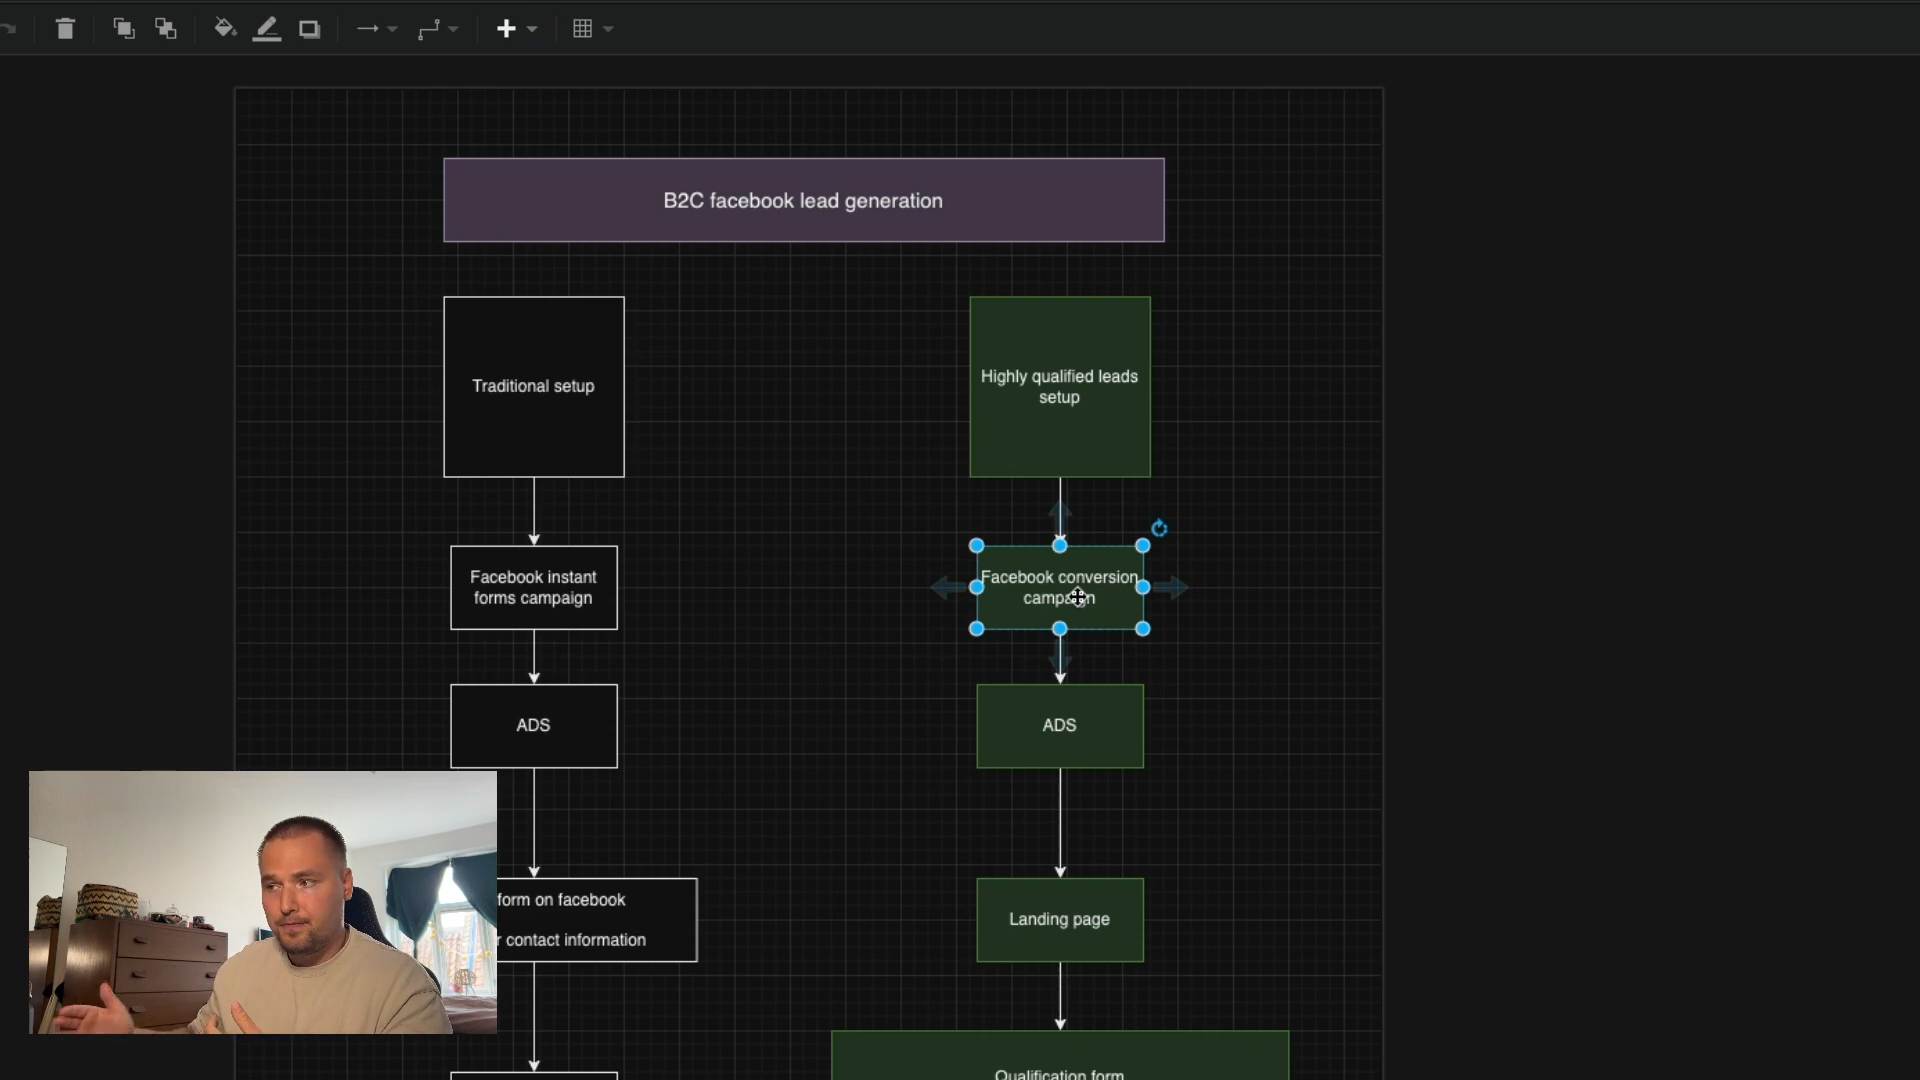 B2C facebook lead generation
Traditional setup
Highly qualified leads
setup
Facebook instant
forms campaign
Facebook conversion
campaign
ADS
ADS
form on facebook
contact information
Landing page
Qualification form